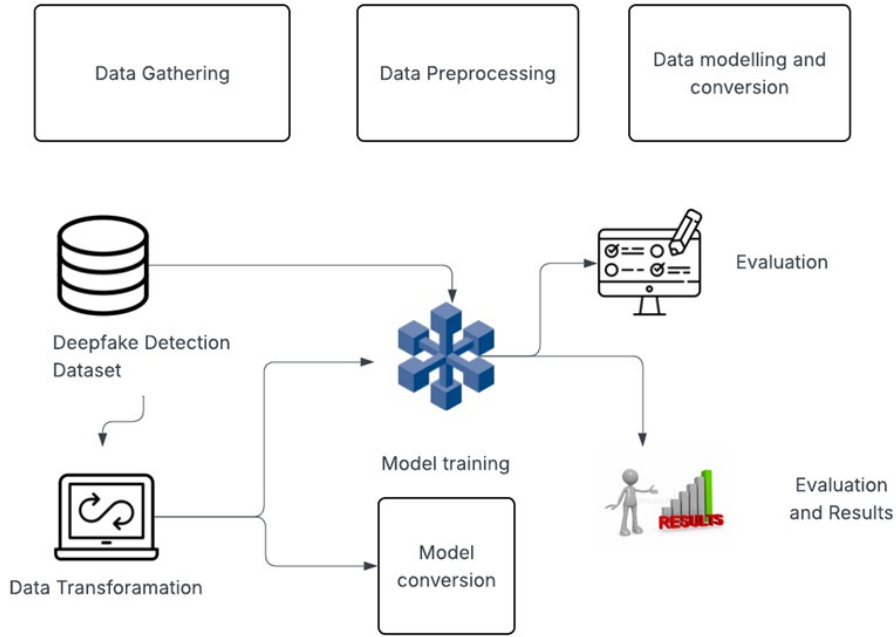 Data Gathering
Data Preprocessing
Data modelling and
conversion
Evaluation
Deepfake Detection
Dataset
Model training
Evaluation
and Results
RESULTS
Model
conversion
Data Transforamation